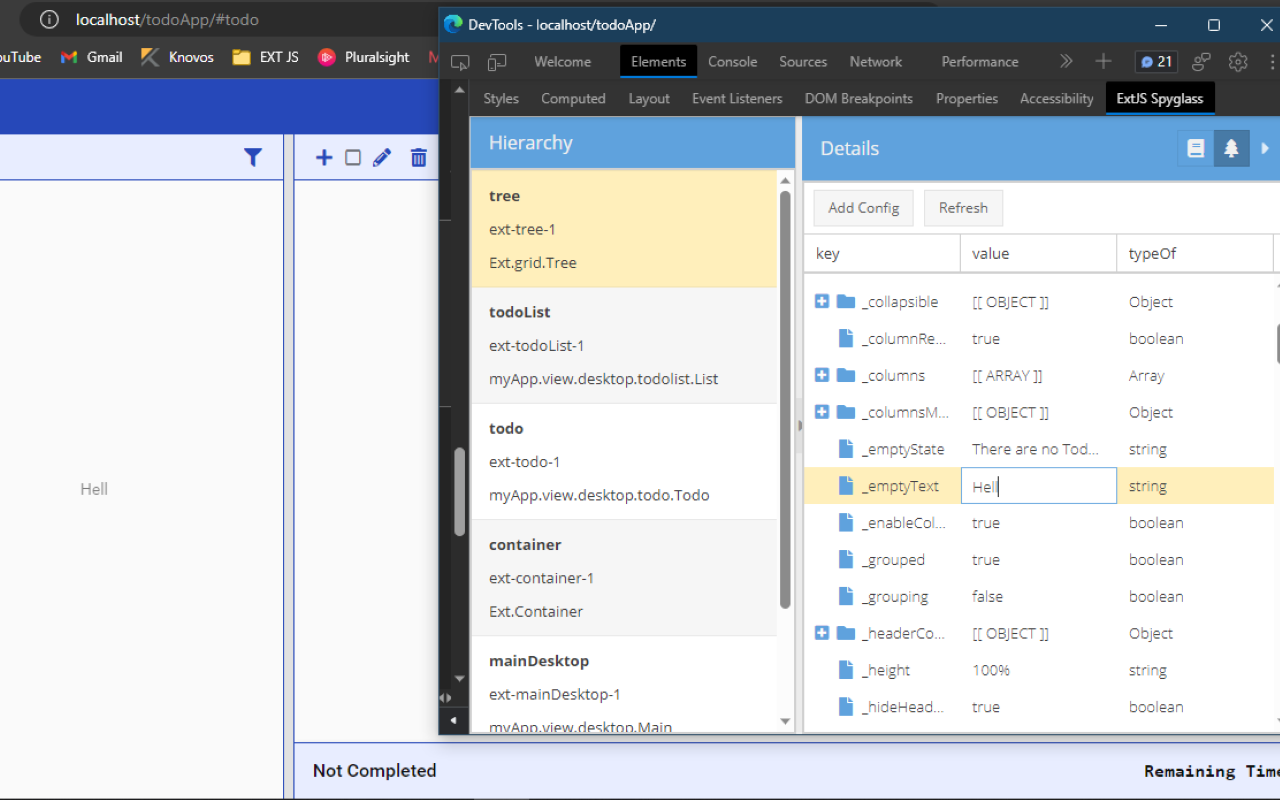 localhost/todoApp/#todo
ouTube Gmail Knovos EXT JS Pluralsight M
DevTools - localhost/todoApp/
Welcome Elements Console Sources Network Performance 21
Styles Computed Layout Event Listeners DOM Breakpoints Properties Accessibility ExtJS Spyglass
Hierarchy
tree
ext-tree-1
Ext.grid.Tree
todoList
ext-todoList-1
myApp.view.desktop.todolist.List
todo
ext-todo-1
myApp.view.desktop.todo.Todo
container
ext-container-1
Ext.Container
mainDesktop
ext-mainDesktop-1
myApp.view.desktop.Main
Details
Add Config Refresh
key value typeOf
_collapsible [[ OBJECT ]] Object
_columnRe... true boolean
_columns [[ ARRAY ]] Array
_columnsM... [[ OBJECT ]] Object
_emptyState There are no Tod... string
_emptyText Hell string
_enableCol... true boolean
_grouped true boolean
_grouping false boolean
_headerCo... [[ OBJECT ]] Object
_height 100% string
_hideHead... true boolean
Hell
Not Completed
Remaining Time